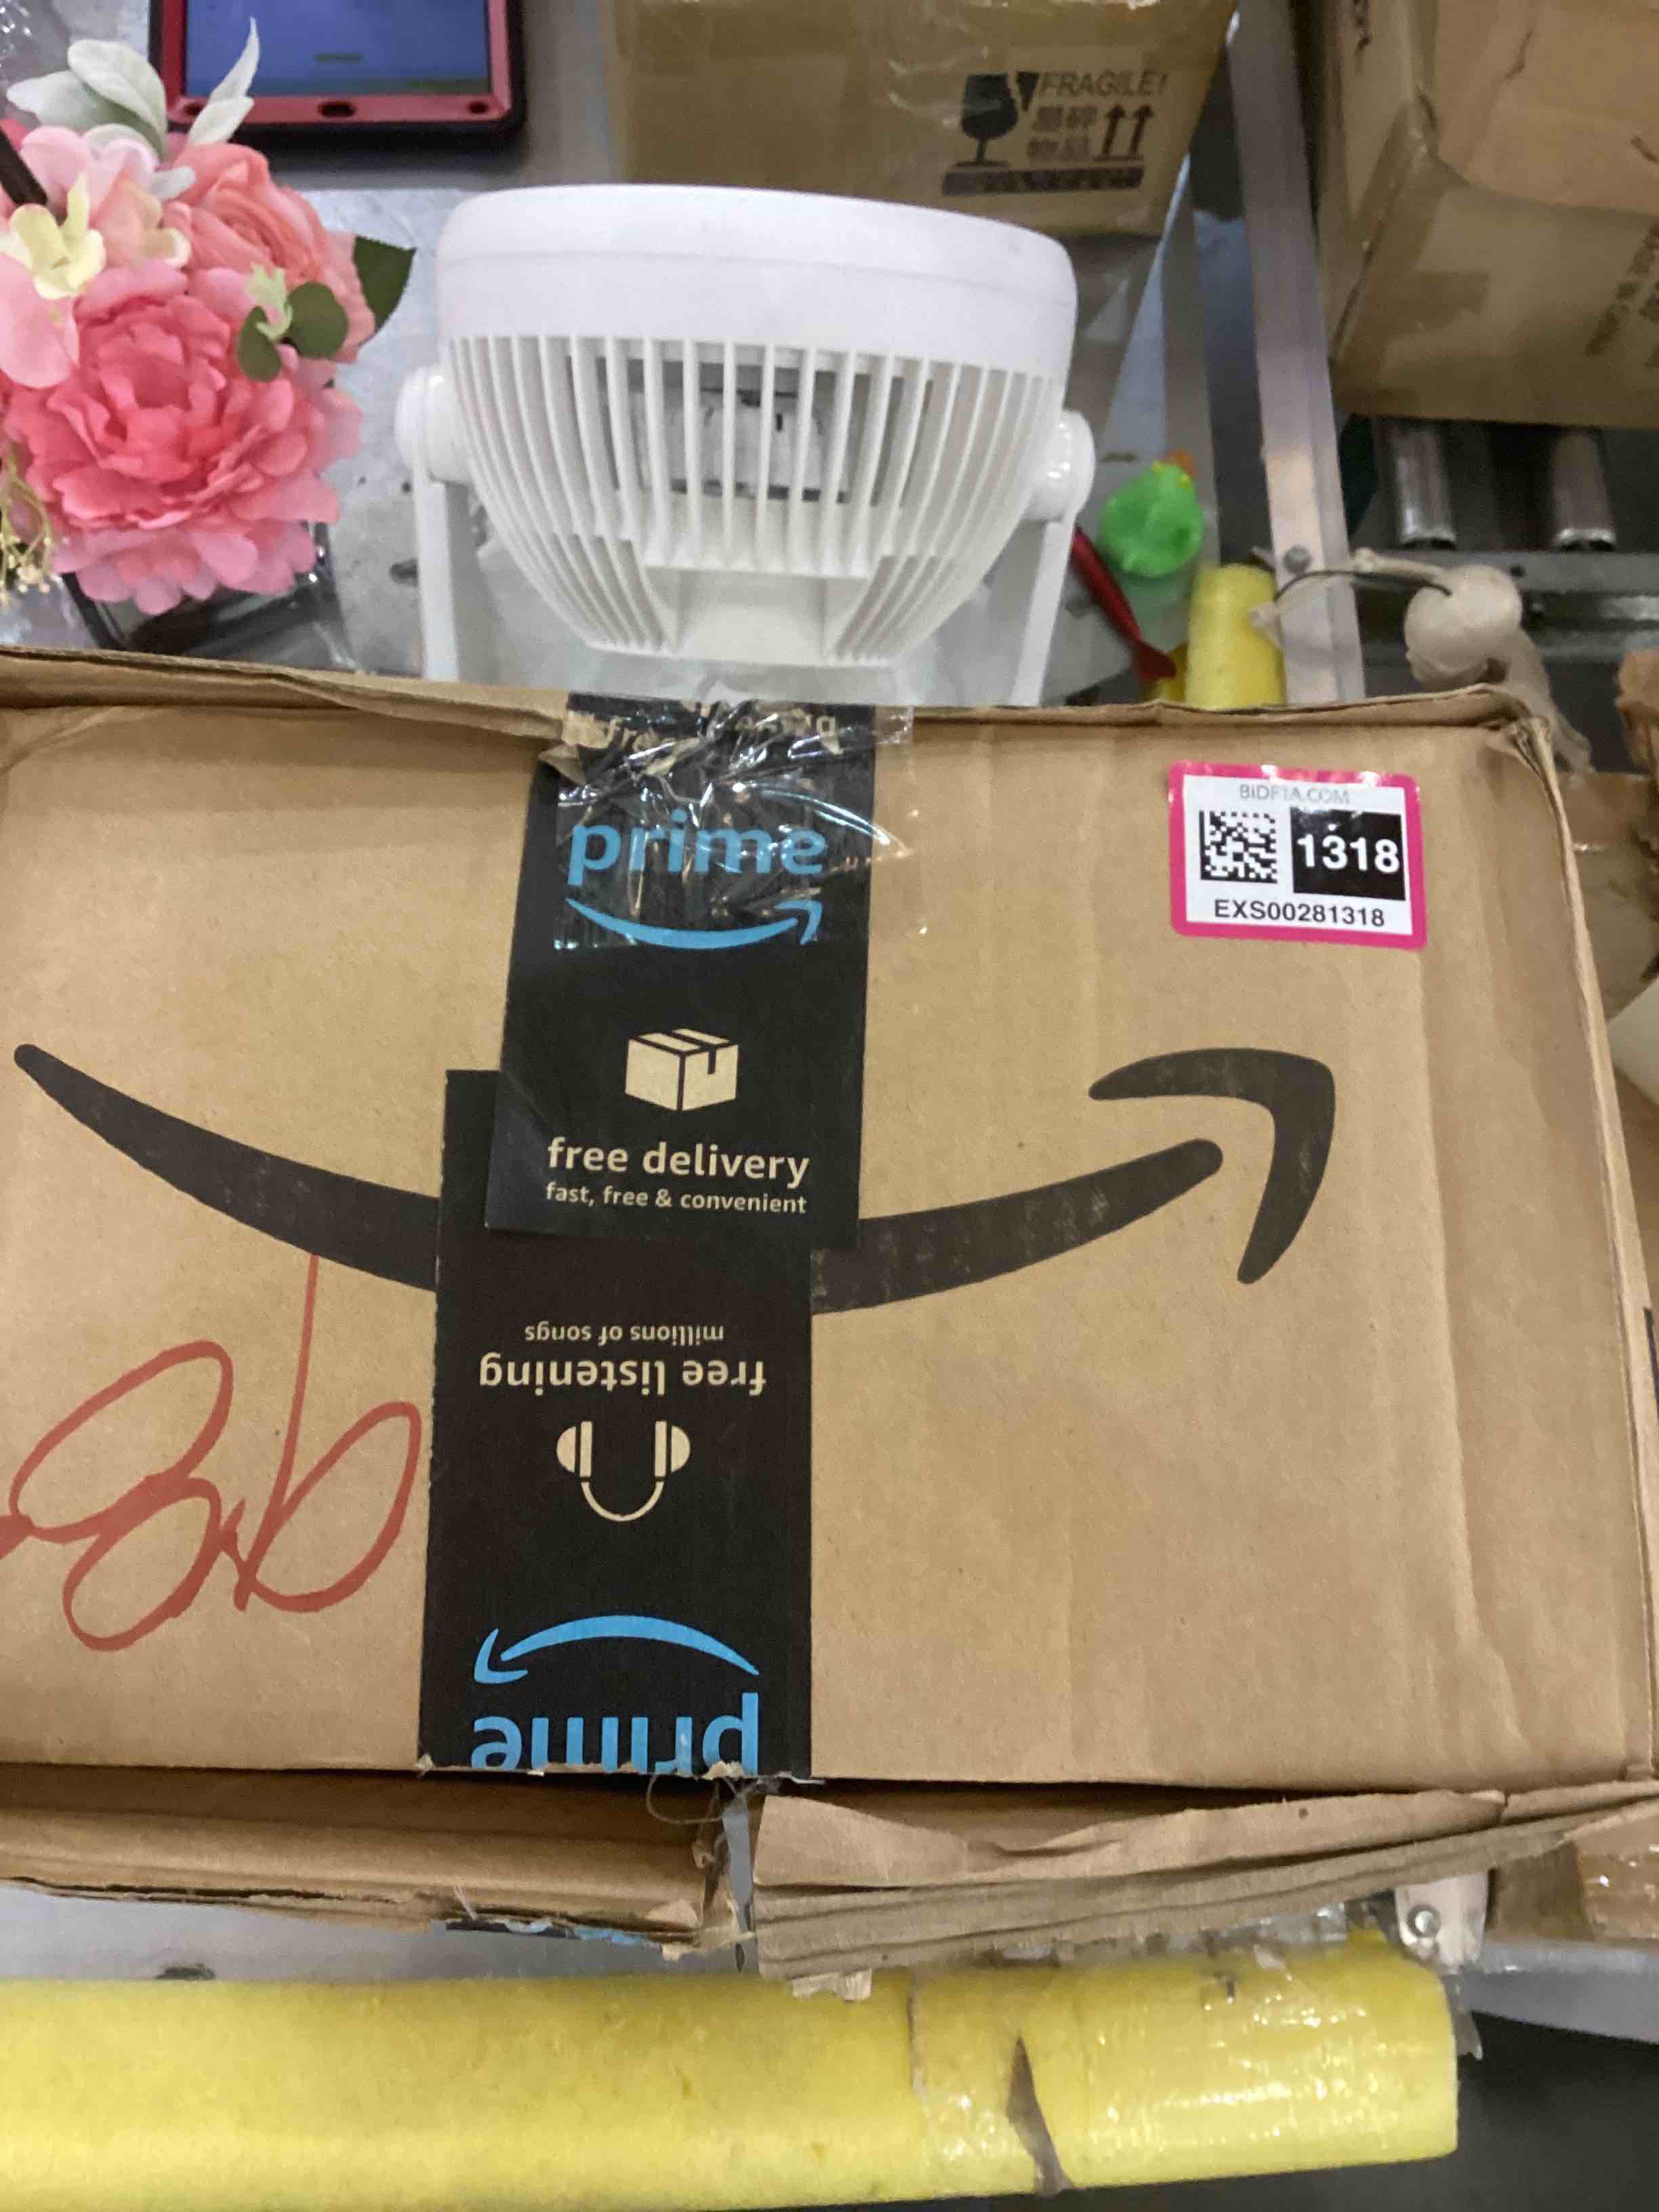 FRAGILE!
BIDFTA.COM
1318
EXS00281318
prime
free delivery
fast, free & convenient
millions of songs
free listening
prime